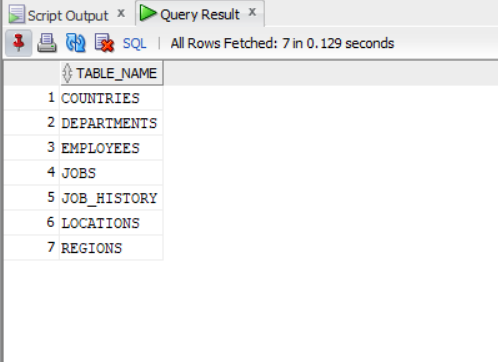 Script Output x Query Result x
SQL | All Rows Fetched: 7 in 0.129 seconds
TABLE_NAME
1 COUNTRIES
2 DEPARTMENTS
3 EMPLOYEES
4 JOBS
5 JOB_HISTORY
6 LOCATIONS
7 REGIONS